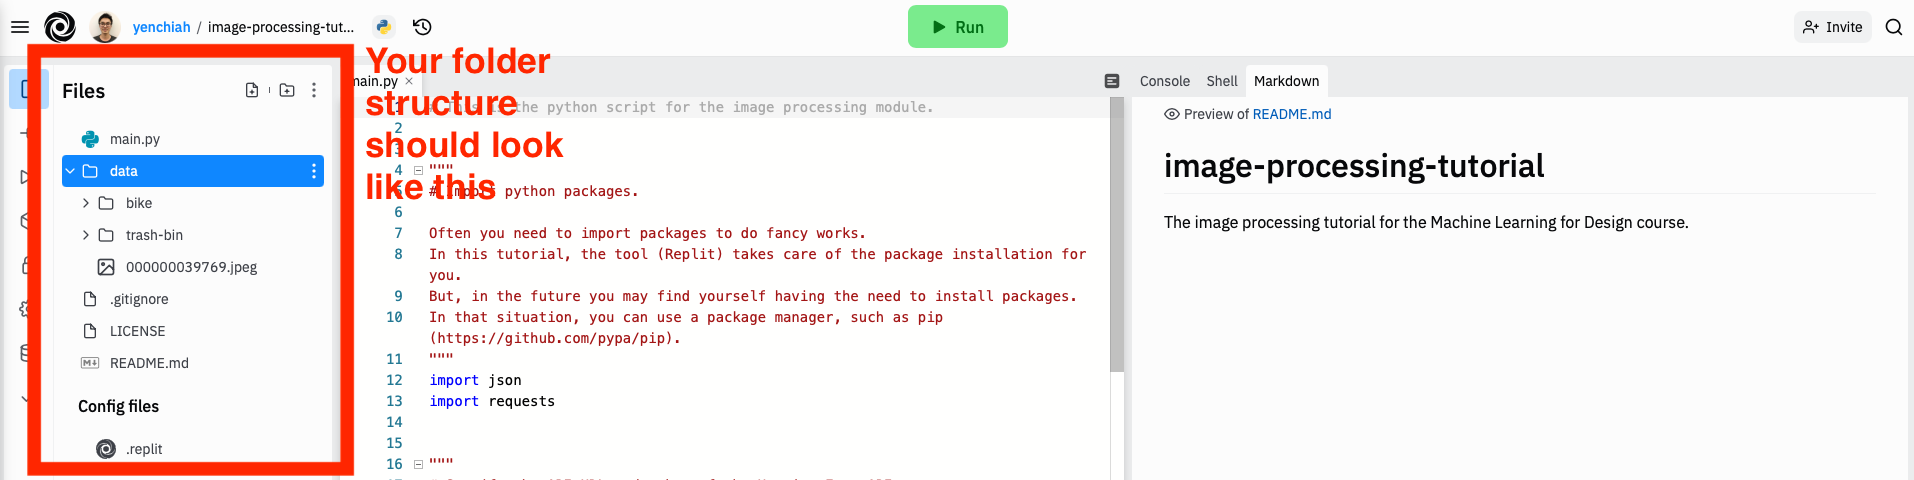 yenchiah / image-processing-tut...
Run
Invite
Your folder
structure
should look
like this
Files
main.py
data
bike
trash-bin
000000039769.jpeg
.gitignore
LICENSE
README.md
Config files
.replit
main.py
1 the python script for the image processing module.
2
4 """
# import python packages.
6
7 Often you need to import packages to do fancy works.
8 In this tutorial, the tool (Replit) takes care of the package installation for
you.
9 But, in the future you may find yourself having the need to install packages.
10 In that situation, you can use a package manager, such as pip
(https://github.com/pypa/pip).
11 """
12 import json
13 import requests
14
15
16 """
Console Shell Markdown
Preview of README.md
image-processing-tutorial
The image processing tutorial for the Machine Learning for Design course.